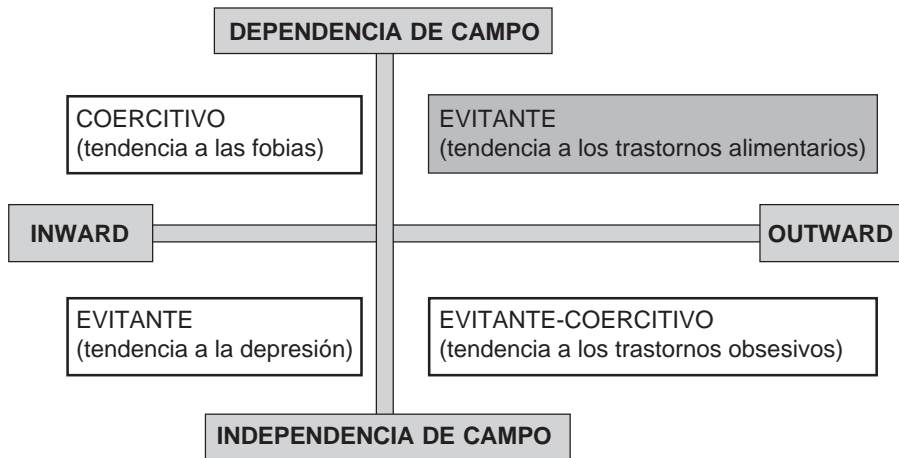 DEPENDENCIA DE CAMPO
COERCITIVO
(tendencia a las fobias)
EVITANTE
(tendencia a los trastornos alimentarios)
INWARD
OUTWARD
EVITANTE
(tendencia a la depresión)
EVITANTE-COERCITIVO
(tendencia a los trastornos obsesivos)
INDEPENDENCIA DE CAMPO